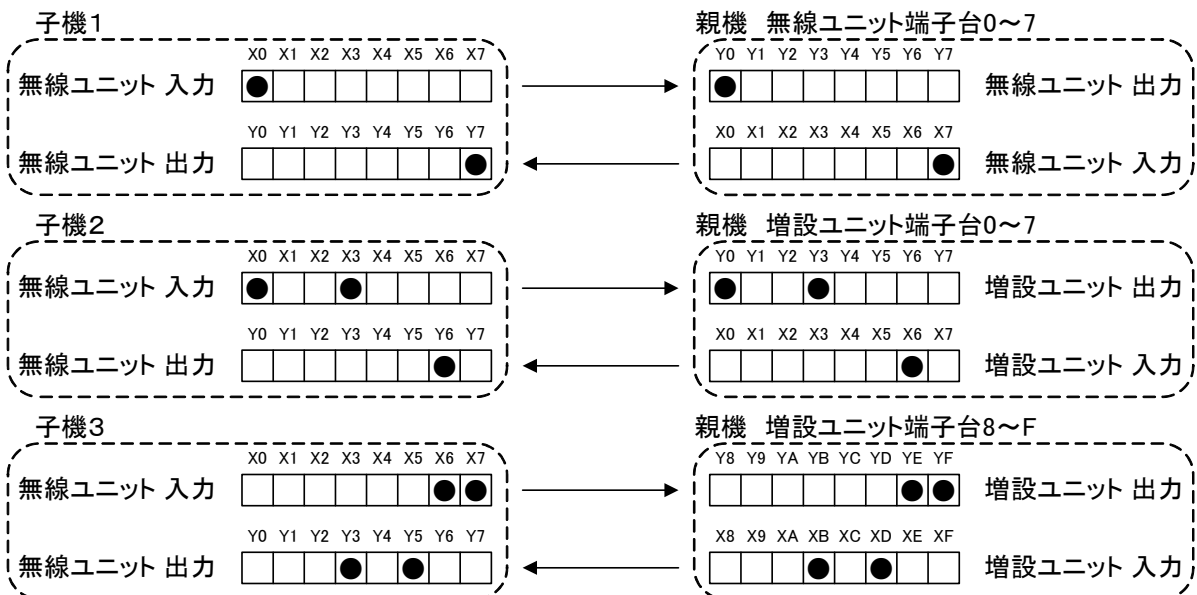 子機1 親機 無線ユニット端子台0～7
X0 X1 X2 X3 X4 X5 X6 X7 Y0 Y1 Y2 Y3 Y4 Y5 Y6 Y7
無線ユニット 入力 無線ユニット 出力
Y0 Y1 Y2 Y3 Y4 Y5 Y6 Y7 X0 X1 X2 X3 X4 X5 X6 X7
無線ユニット 出力 無線ユニット 入力
子機2 親機 増設ユニット端子台0～7
X0 X1 X2 X3 X4 X5 X6 X7 Y0 Y1 Y2 Y3 Y4 Y5 Y6 Y7
無線ユニット 入力 増設ユニット 出力
Y0 Y1 Y2 Y3 Y4 Y5 Y6 Y7 X0 X1 X2 X3 X4 X5 X6 X7
無線ユニット 出力 増設ユニット 入力
子機3 親機 増設ユニット端子台8～F
X0 X1 X2 X3 X4 X5 X6 X7 Y8 Y9 YA YB YC YD YE YF
無線ユニット 入力 増設ユニット 出力
Y0 Y1 Y2 Y3 Y4 Y5 Y6 Y7 X8 X9 XA XB XC XD XE XF
無線ユニット 出力 増設ユニット 入力